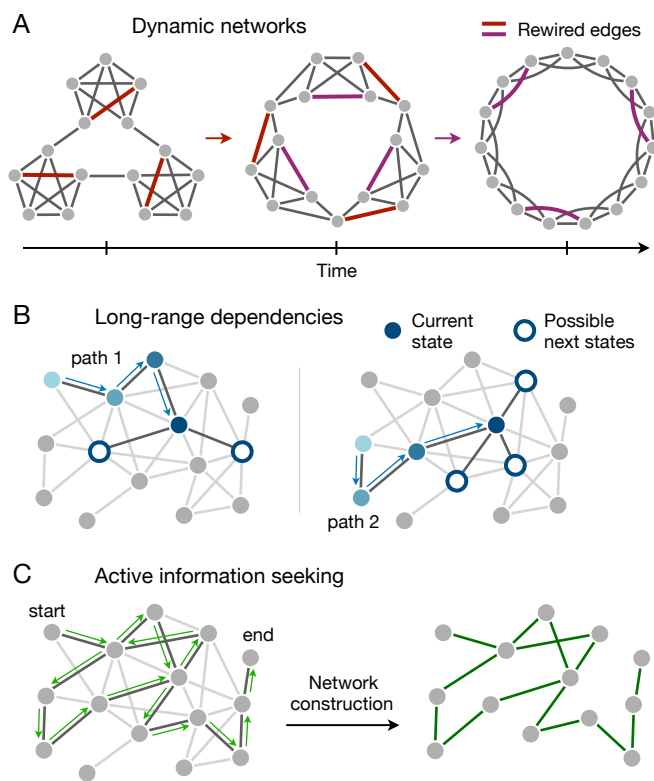 A Dynamic networks
Rewired edges
Time
B Long-range dependencies
Current
state
Possible
next states
path 1
path 2
C Active information seeking
start
end
Network
construction